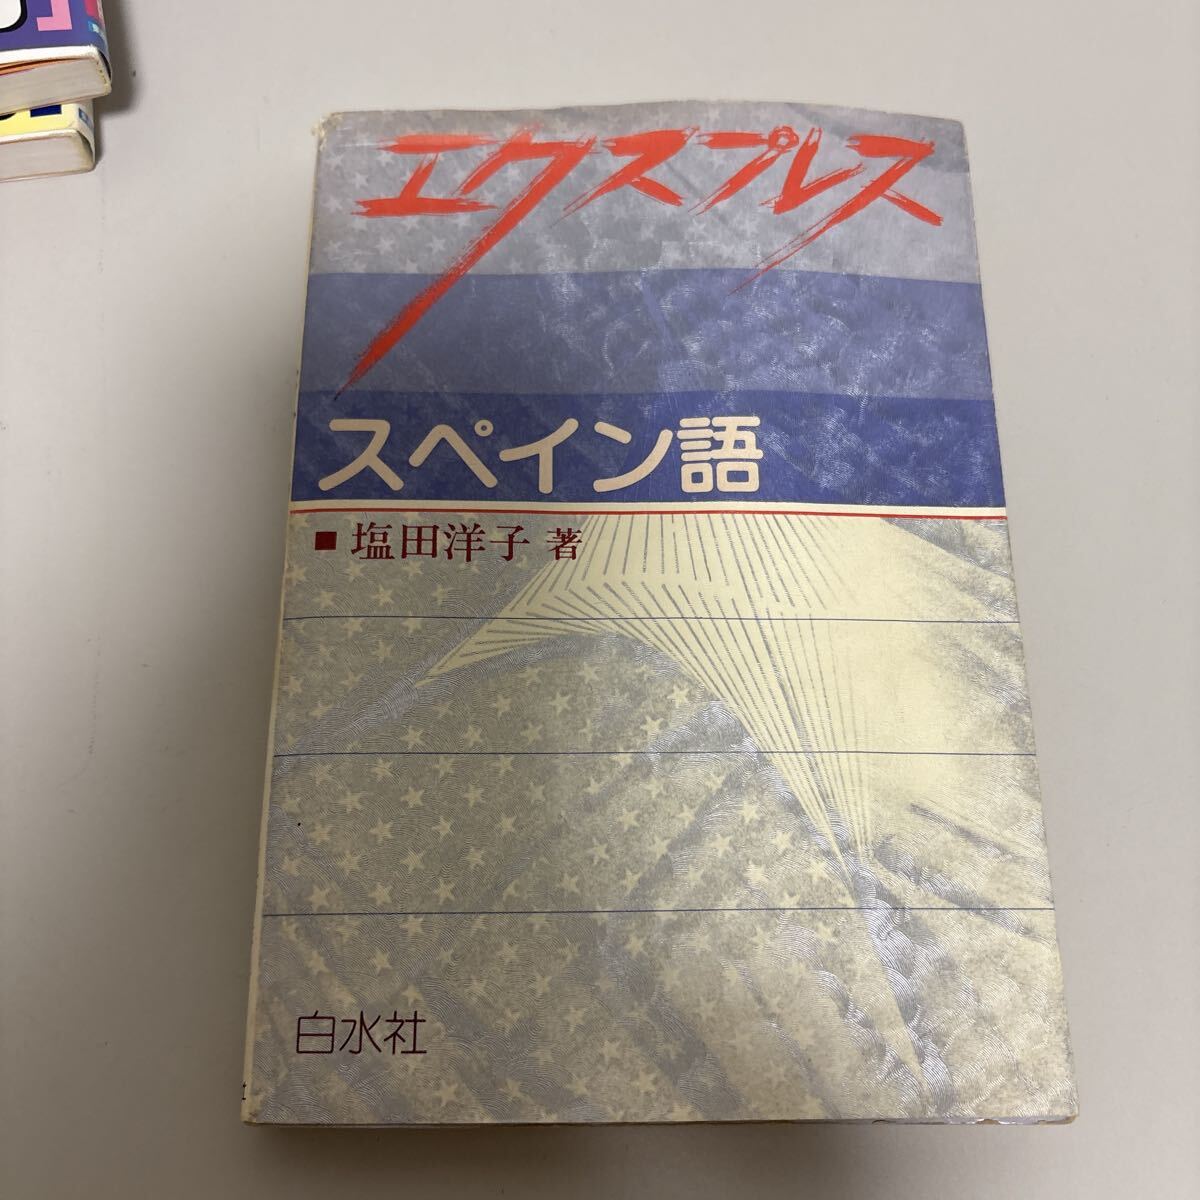 エクスプレス
スペイン語
■塩田洋子 著
白水社